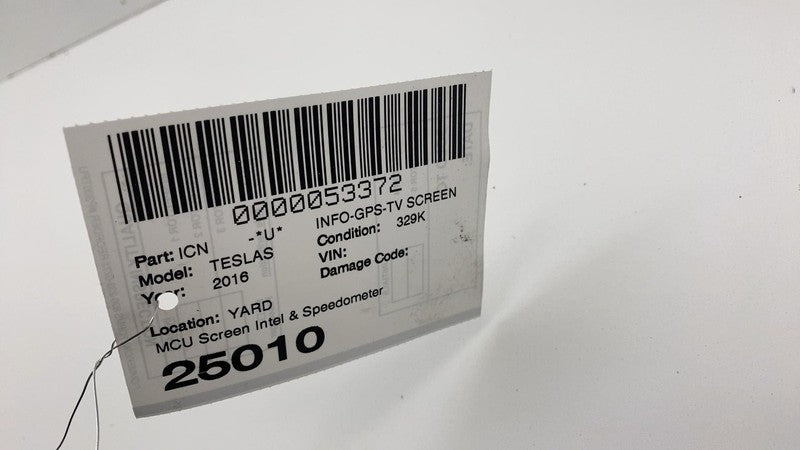 0000053372
Part: ICN -*U* INFO-GPS-TV SCREEN
Model: TESLAS Condition: 329K
Year: 2016 VIN:
Damage Code:
Location: YARD
MCU Screen Intel & Speedometer
25010